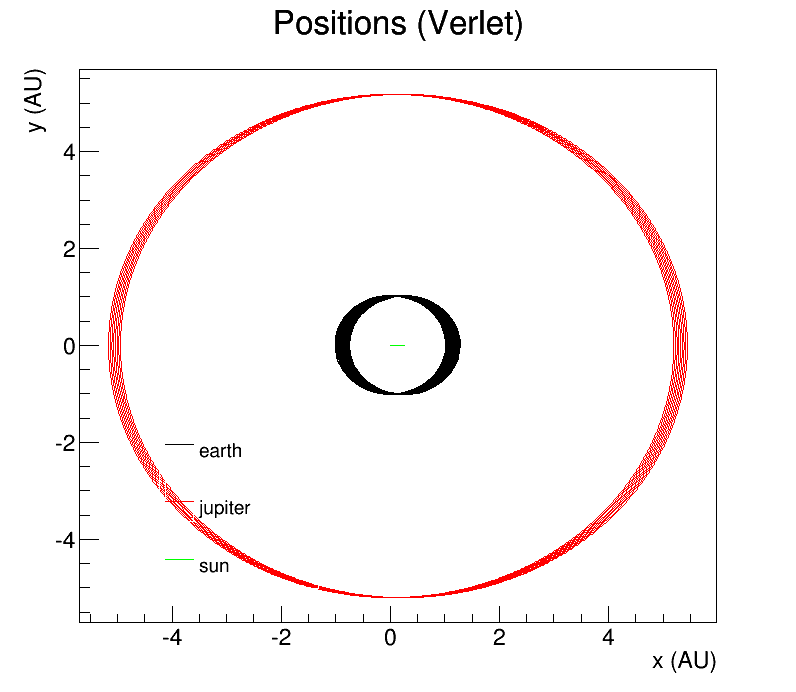 Positions (Verlet)
y (AU)
4
2
0
-2
-4
earth
jupiter
sun
-4 -2 0 2 4
x (AU)